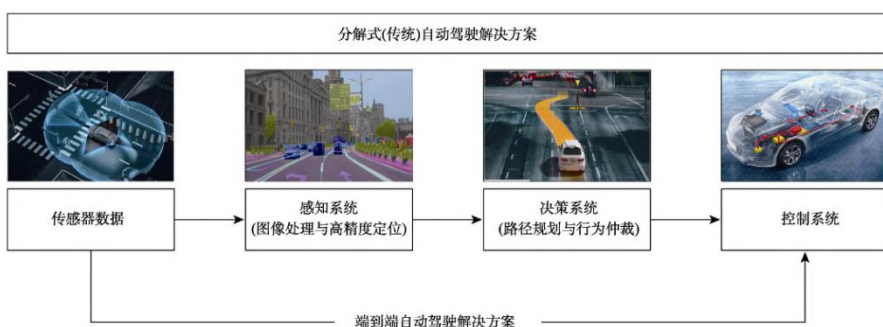 分解式(传统)自动驾驶解决方案
传感器数据
感知系统
(图像处理与高精度定位)
决策系统
(路径规划与行为仲裁)
控制系统
端到端自动驾驶解决方案